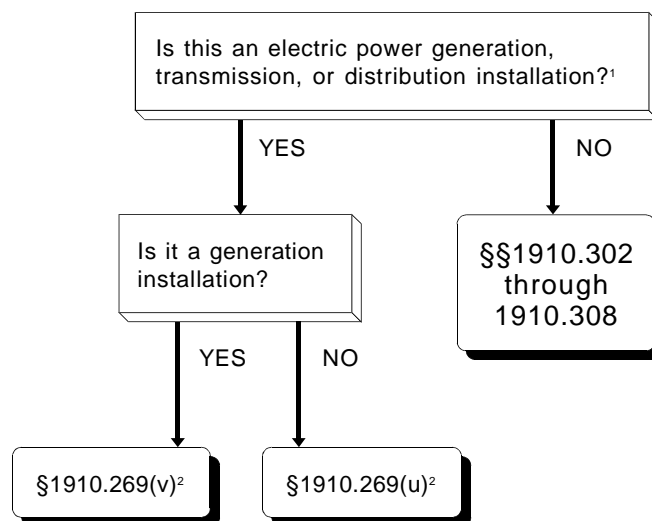 Is this an electric power generation,
transmission, or distribution installation?¹
YES
NO
Is it a generation
installation?
§§1910.302
through
1910.308
YES
NO
§1910.269(v)²
§1910.269(u)²